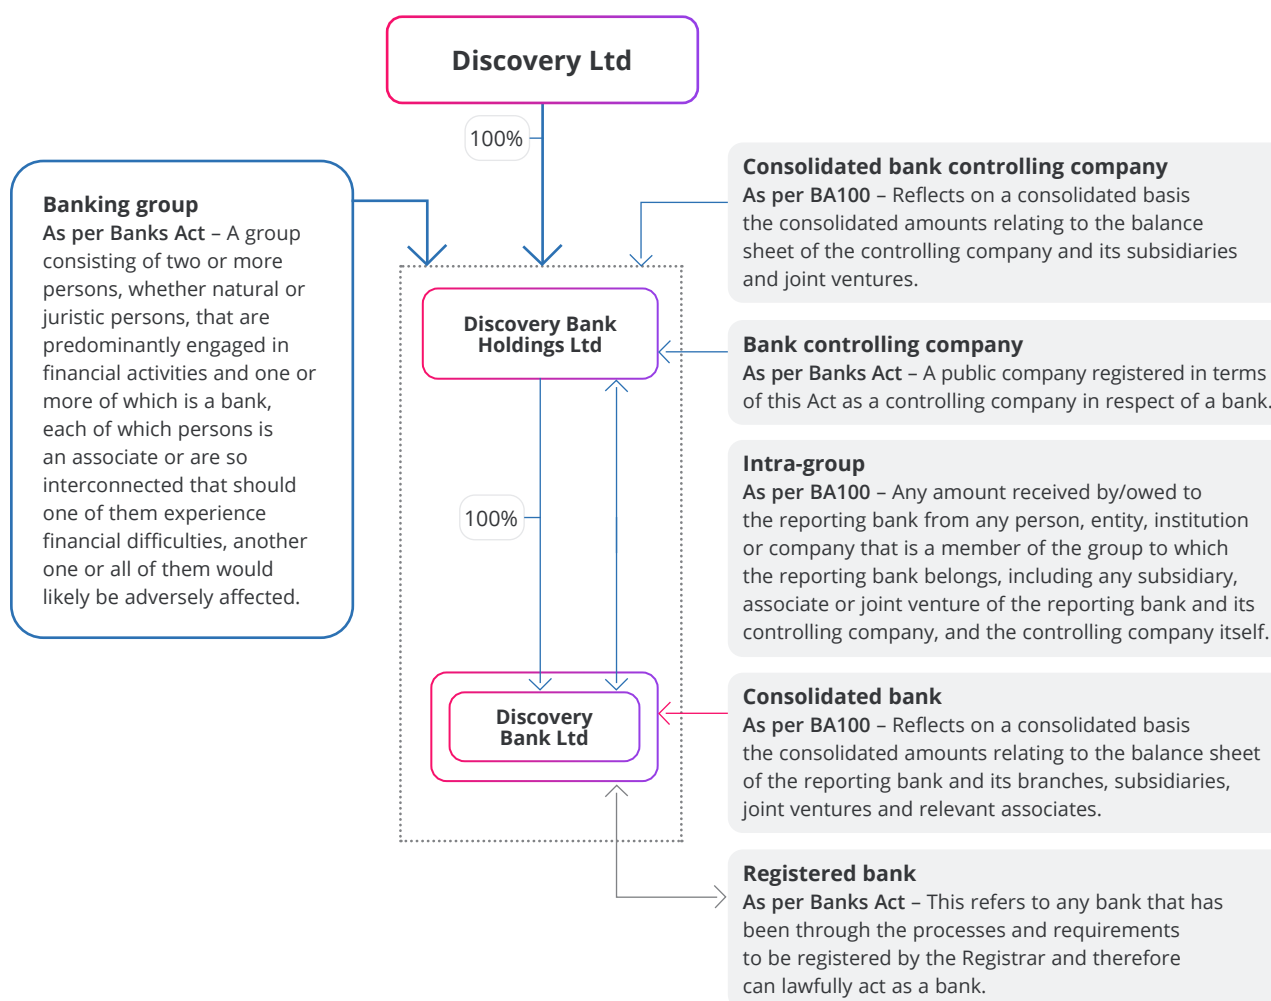 Discovery Ltd
100%
Banking group
As per Banks Act – A group
consisting of two or more
persons, whether natural or
juristic persons, that are
predominantly engaged in
financial activities and one or
more of which is a bank,
each of which persons is
an associate or are so
interconnected that should
one of them experience
financial difficulties, another
one or all of them would
likely be adversely affected.
Consolidated bank controlling company
As per BA100 – Reflects on a consolidated basis
the consolidated amounts relating to the balance
sheet of the controlling company and its subsidiaries
and joint ventures.
Discovery Bank
Holdings Ltd
Bank controlling company
As per Banks Act – A public company registered in terms
of this Act as a controlling company in respect of a bank.
Intra-group
As per BA100 – Any amount received by/owed to
the reporting bank from any person, entity, institution
or company that is a member of the group to which
the reporting bank belongs, including any subsidiary,
associate or joint venture of the reporting bank and its
controlling company, and the controlling company itself.
100%
Discovery
Bank Ltd
Consolidated bank
As per BA100 – Reflects on a consolidated basis
the consolidated amounts relating to the balance sheet
of the reporting bank and its branches, subsidiaries,
joint ventures and relevant associates.
Registered bank
As per Banks Act – This refers to any bank that has
been through the processes and requirements
to be registered by the Registrar and therefore
can lawfully act as a bank.